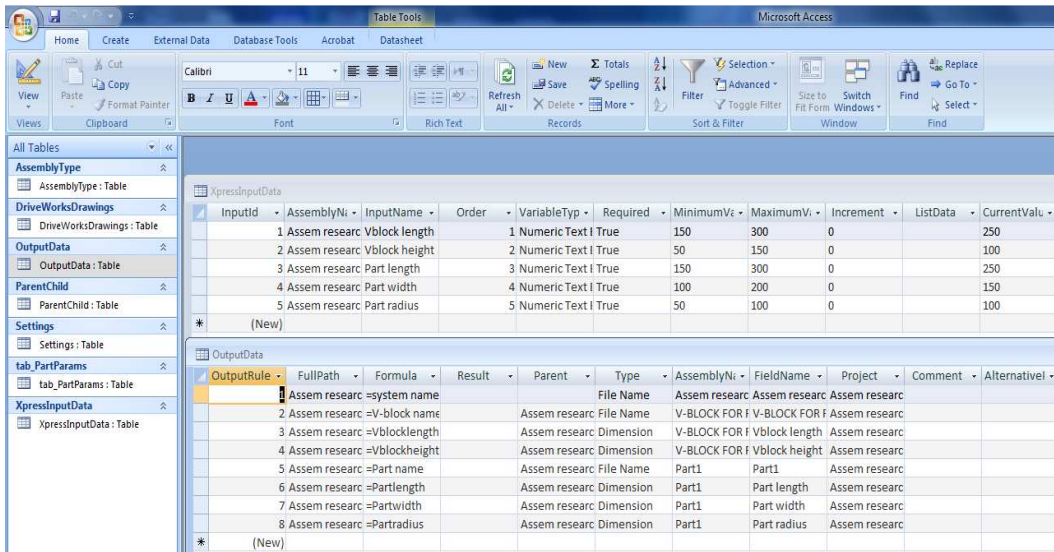 Table Tools
Microsoft Access
Home Create External Data Database Tools Acrobat Datasheet
View
Paste
Cut
Copy
Format Painter
Calibri 11
B I U A
Refresh All
New
Save
Delete
Totals
Spelling
More
Filter
Selection
Advanced
Toggle Filter
Size to Fit Form
Switch Windows
Find
Replace
Go To
Select
Views Clipboard Font Rich Text Records Sort & Filter Window Find
All Tables
AssemblyType
AssemblyType : Table
DriveWorksDrawings
DriveWorksDrawings : Table
OutputData
OutputData : Table
ParentChild
ParentChild : Table
Settings
Settings : Table
tab_PartParams
tab_PartParams : Table
XpressInputData
XpressInputData : Table
XpressInputData
InputId AssemblyNa InputName Order VariableTyp Required MinimumVa MaximumVa Increment ListData CurrentValu
1 Assem researc Vblock length 1 Numeric Text True 150 300 0 250
2 Assem researc Vblock height 2 Numeric Text True 50 150 0 100
3 Assem researc Part length 3 Numeric Text True 150 300 0 250
4 Assem researc Part width 4 Numeric Text True 100 200 0 150
5 Assem researc Part radius 5 Numeric Text True 50 100 0 100
* (New)
OutputData
OutputRule FullPath Formula Result Parent Type AssemblyNa FieldName Project Comment Alternativel
1 Assem researc =system name File Name Assem researc Assem researc Assem researc
2 Assem researc =V-block name Assem researc File Name V-BLOCK FOR F V-BLOCK FOR F Assem researc
3 Assem researc =Vblocklength Assem researc Dimension V-BLOCK FOR F Vblock length Assem researc
4 Assem researc =Vblockheight Assem researc Dimension V-BLOCK FOR F Vblock height Assem researc
5 Assem researc =Part name Assem researc File Name Part1 Part1 Assem researc
6 Assem researc =Partlength Assem researc Dimension Part1 Part length Assem researc
7 Assem researc =Partwidth Assem researc Dimension Part1 Part width Assem researc
8 Assem researc =Partradius Assem researc Dimension Part1 Part radius Assem researc
* (New)